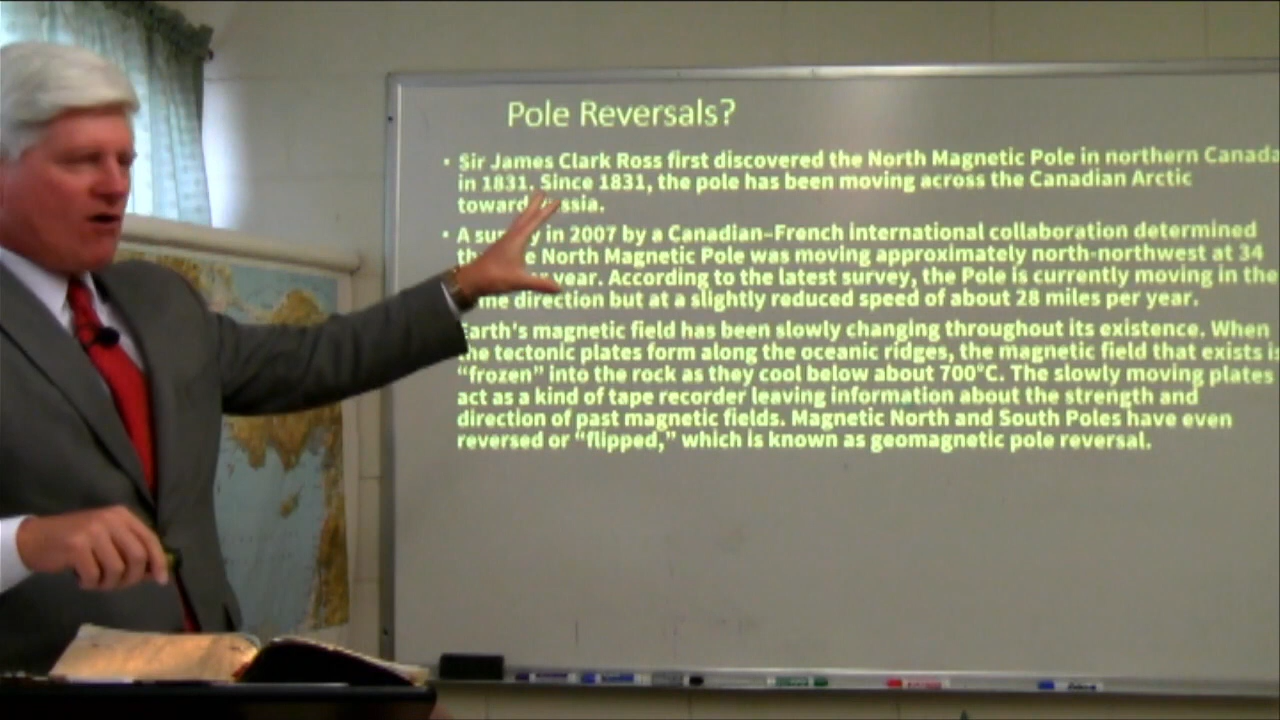 Pole Reversals?
• Sir James Clark Ross first discovered the North Magnetic Pole in northern Canada
in 1831. Since 1831, the pole has been moving across the Canadian Arctic
toward
• A in 2007 by a Canadian–French international collaboration determined
North Magnetic Pole was moving approximately north-northwest at 34
year. According to the latest survey, the Pole is currently moving in the
direction but at a slightly reduced speed of about 28 miles per year.
Earth's magnetic field has been slowly changing throughout its existence. When
tectonic plates form along the oceanic ridges, the magnetic field that exists
“frozen” into the rock as they cool below about 700°C. The slowly moving plates
act as a kind of tape recorder leaving information about the strength and
direction of past magnetic fields. Magnetic North and South Poles have even
reversed or “flipped,” which is known as geomagnetic pole reversal.